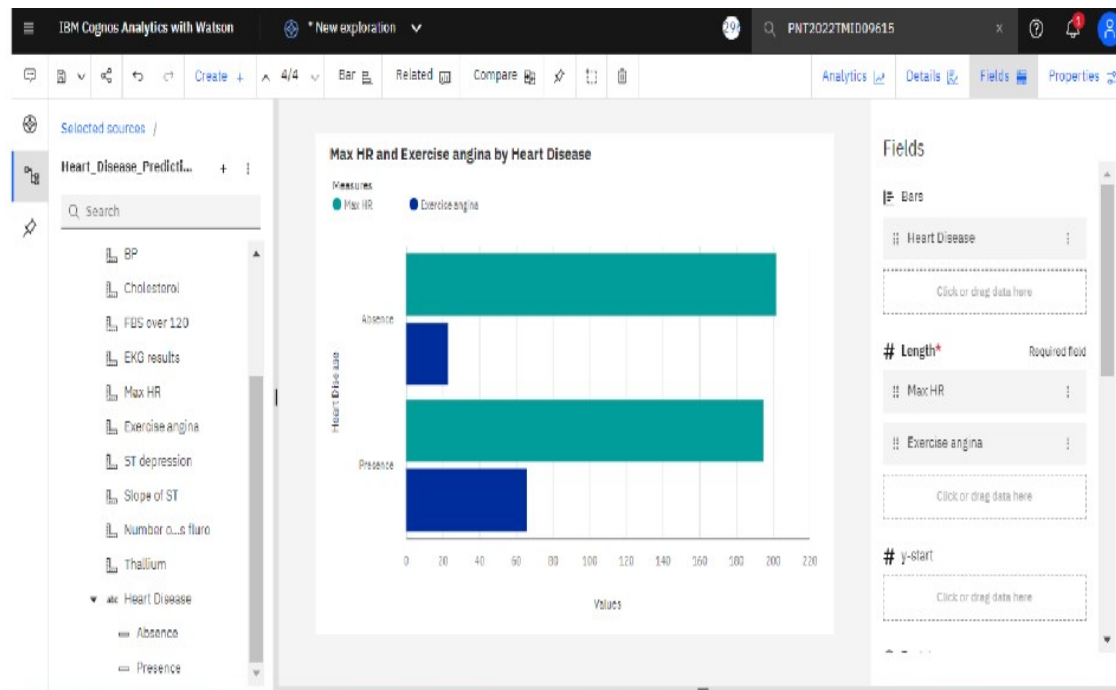 IBM Cognos Analytics with Watson
* New exploration
PNT2022TMID09615
1
Create +
4/4
Bar
Related
Compare
Analytics
Details
Fields
Properties
Selected sources /
Heart_Disease_Predicti...
Search
BP
Cholesterol
FBS over 120
EKG results
Max HR
Exercise angina
ST depression
Slope of ST
Number o...s fluro
Thallium
abc Heart Disease
Absence
Presence
Max HR and Exercise angina by Heart Disease
Measures
Max HR
Exercise angina
Heart Disease
Absence
Presence
0 20 40 60 80 100 120 140 160 180 200 220
Values
Fields
Bars
Heart Disease
Click or drag data here
# Length* Required field
Max HR
Exercise angina
Click or drag data here
# y-start
Click or drag data here